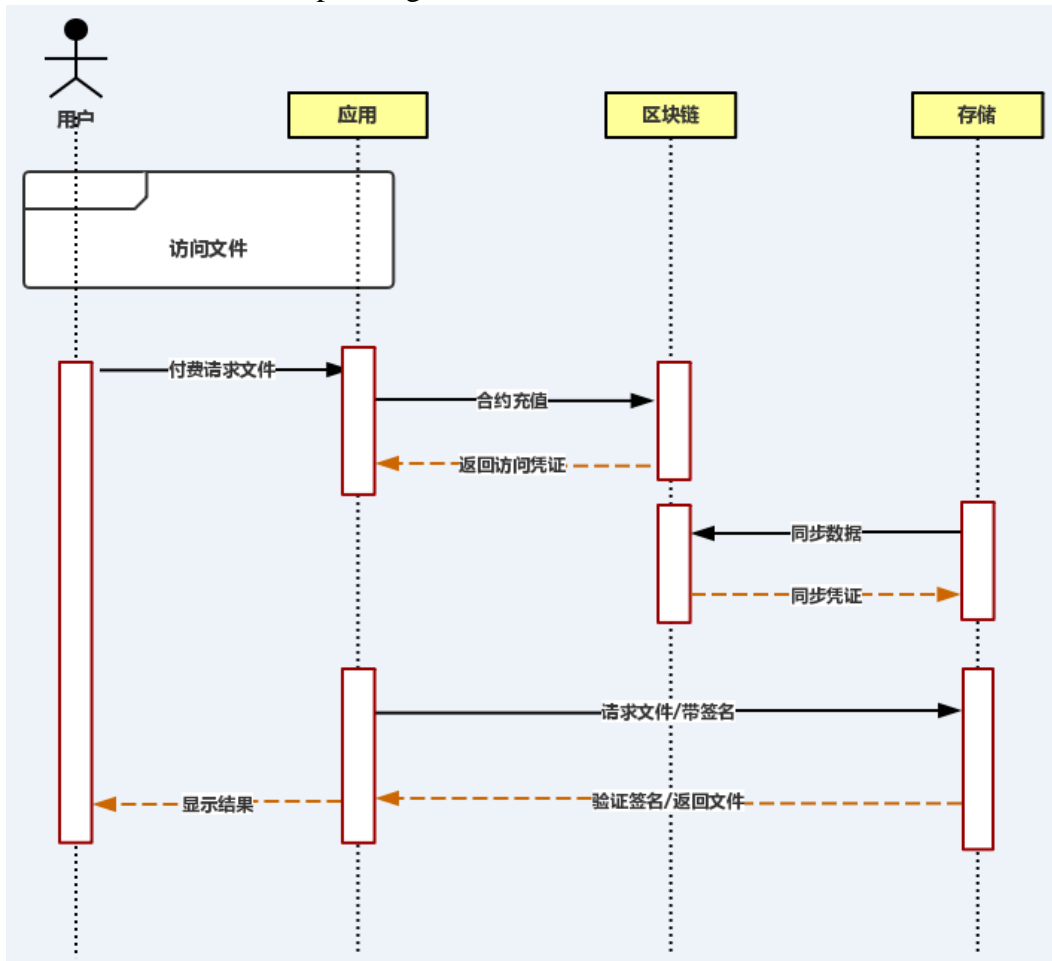 用户
应用
区块链
存储
访问文件
付费请求文件
合约充值
返回访问凭证
同步数据
同步凭证
请求文件/带签名
显示结果
验证签名/返回文件